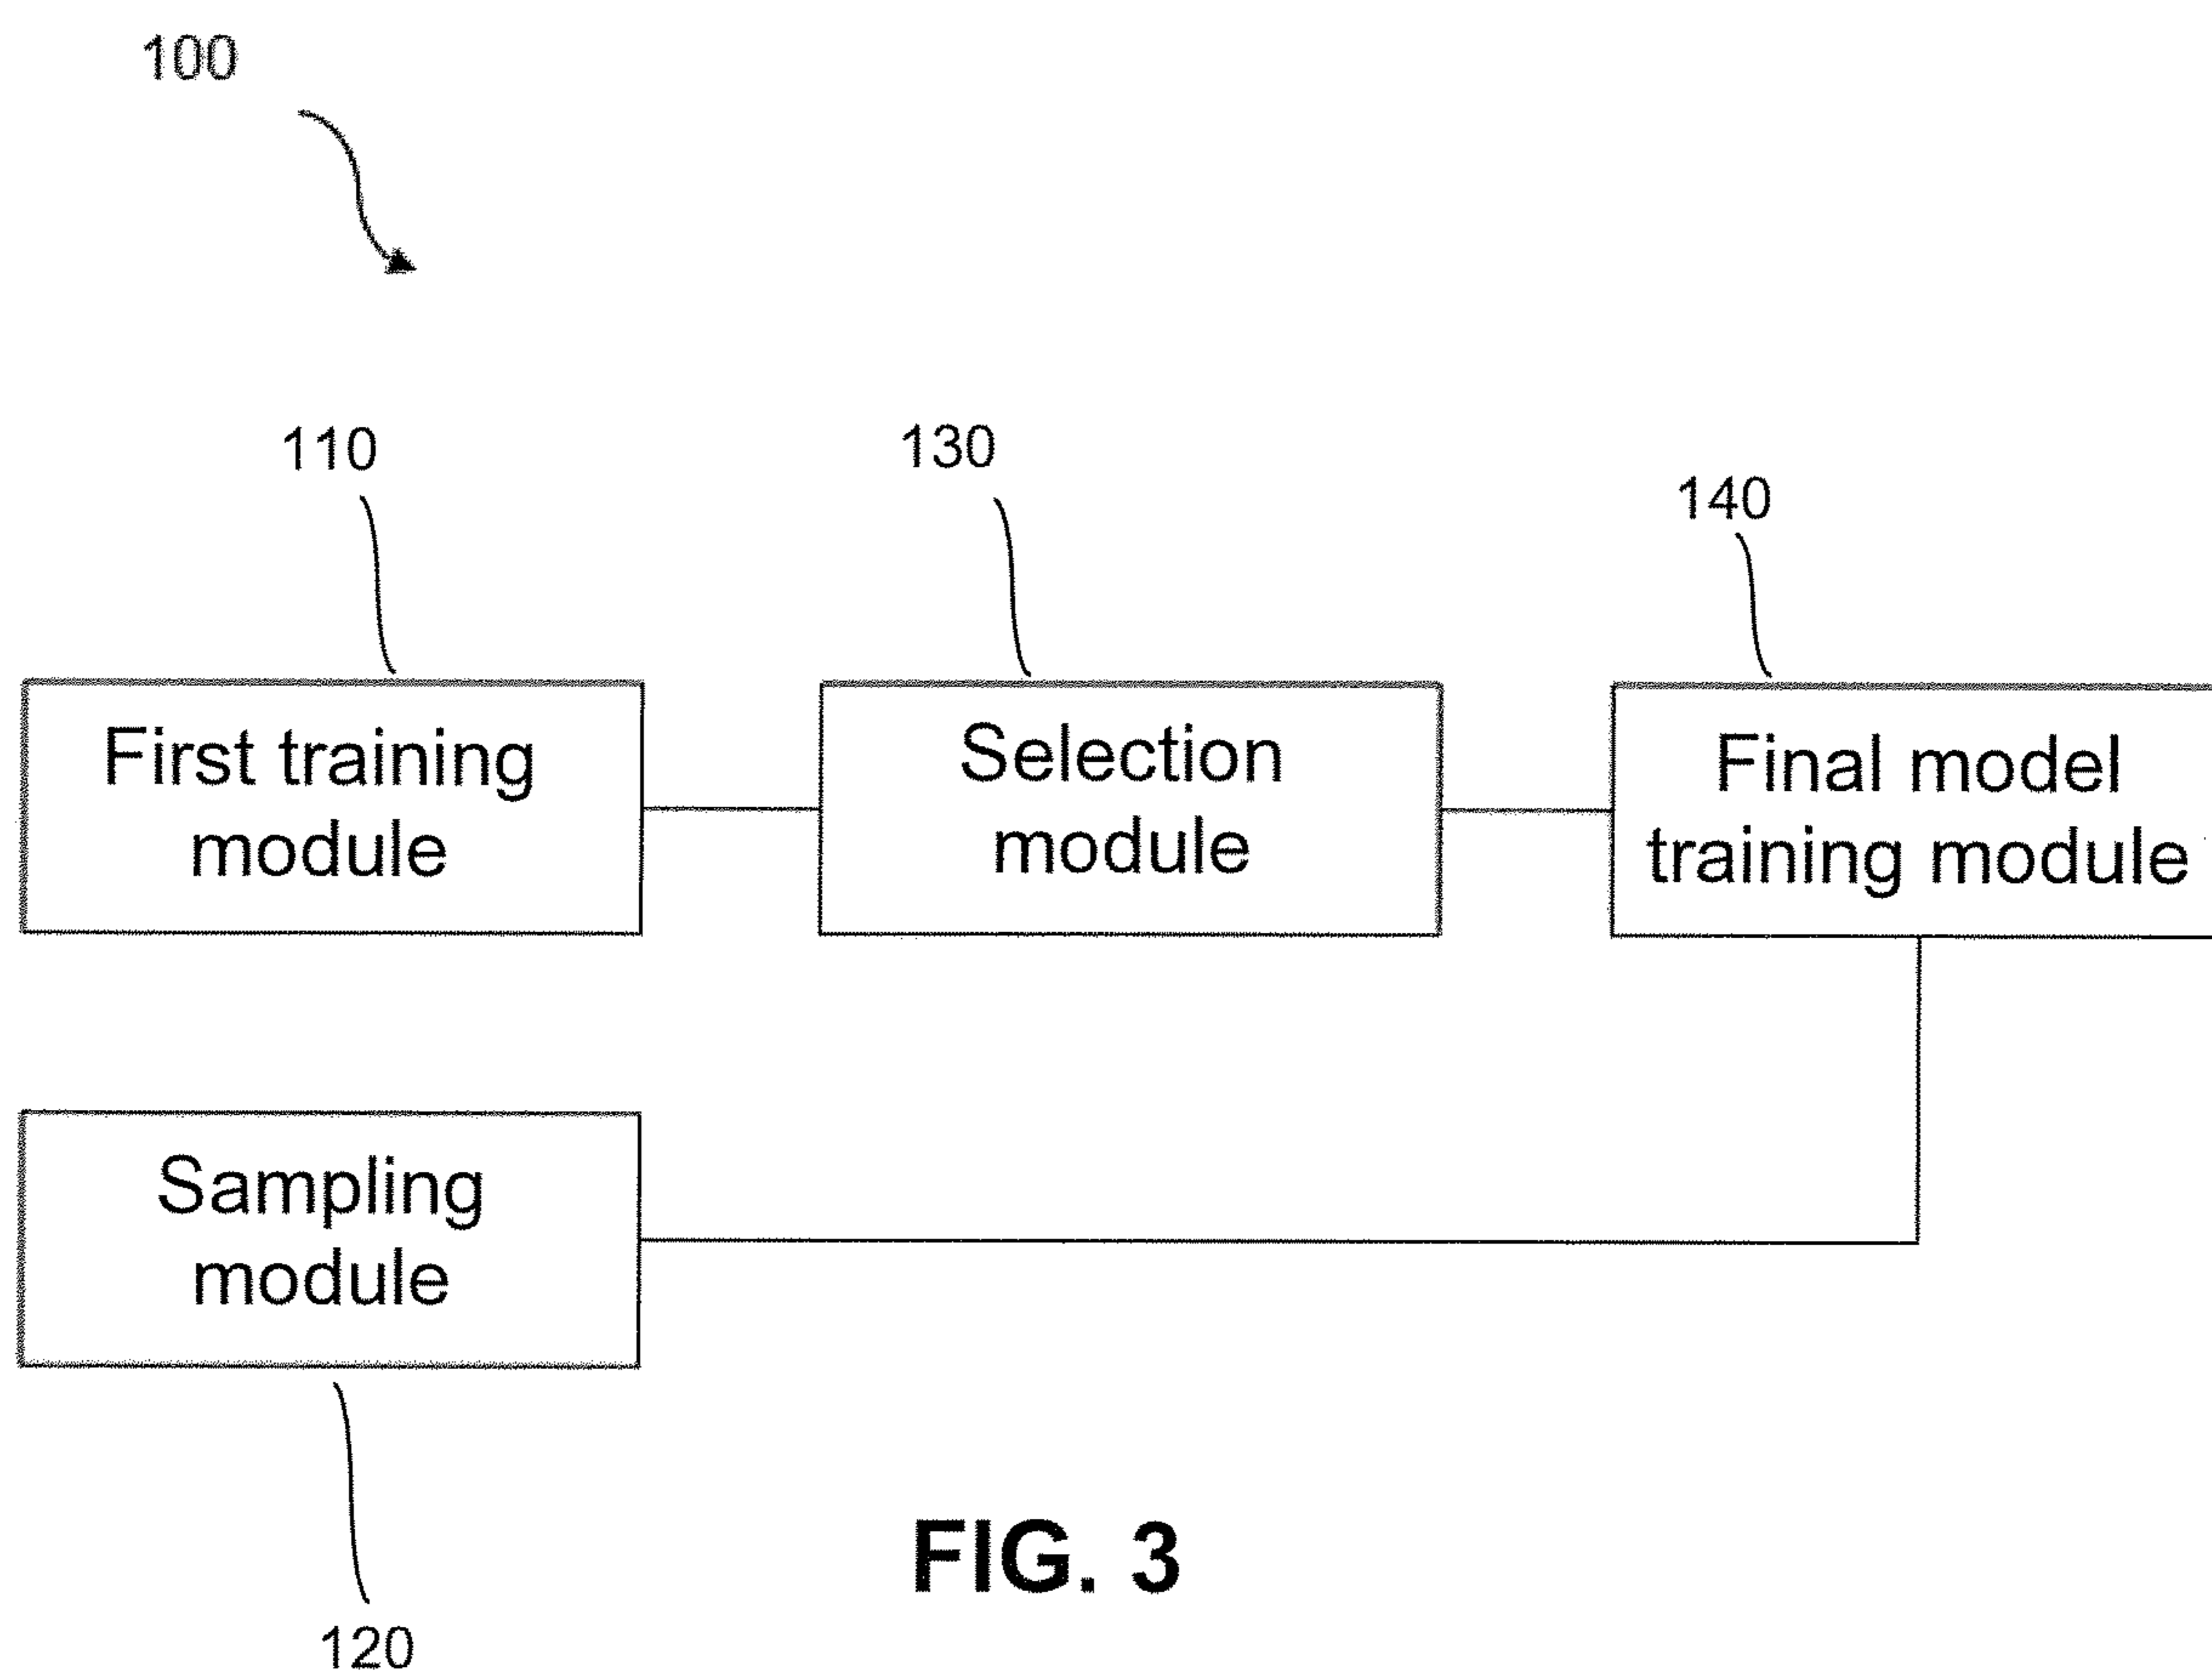 100
110
130
140
First training
module
Selection
module
Final model
training module
Sampling
module
120
FIG. 3